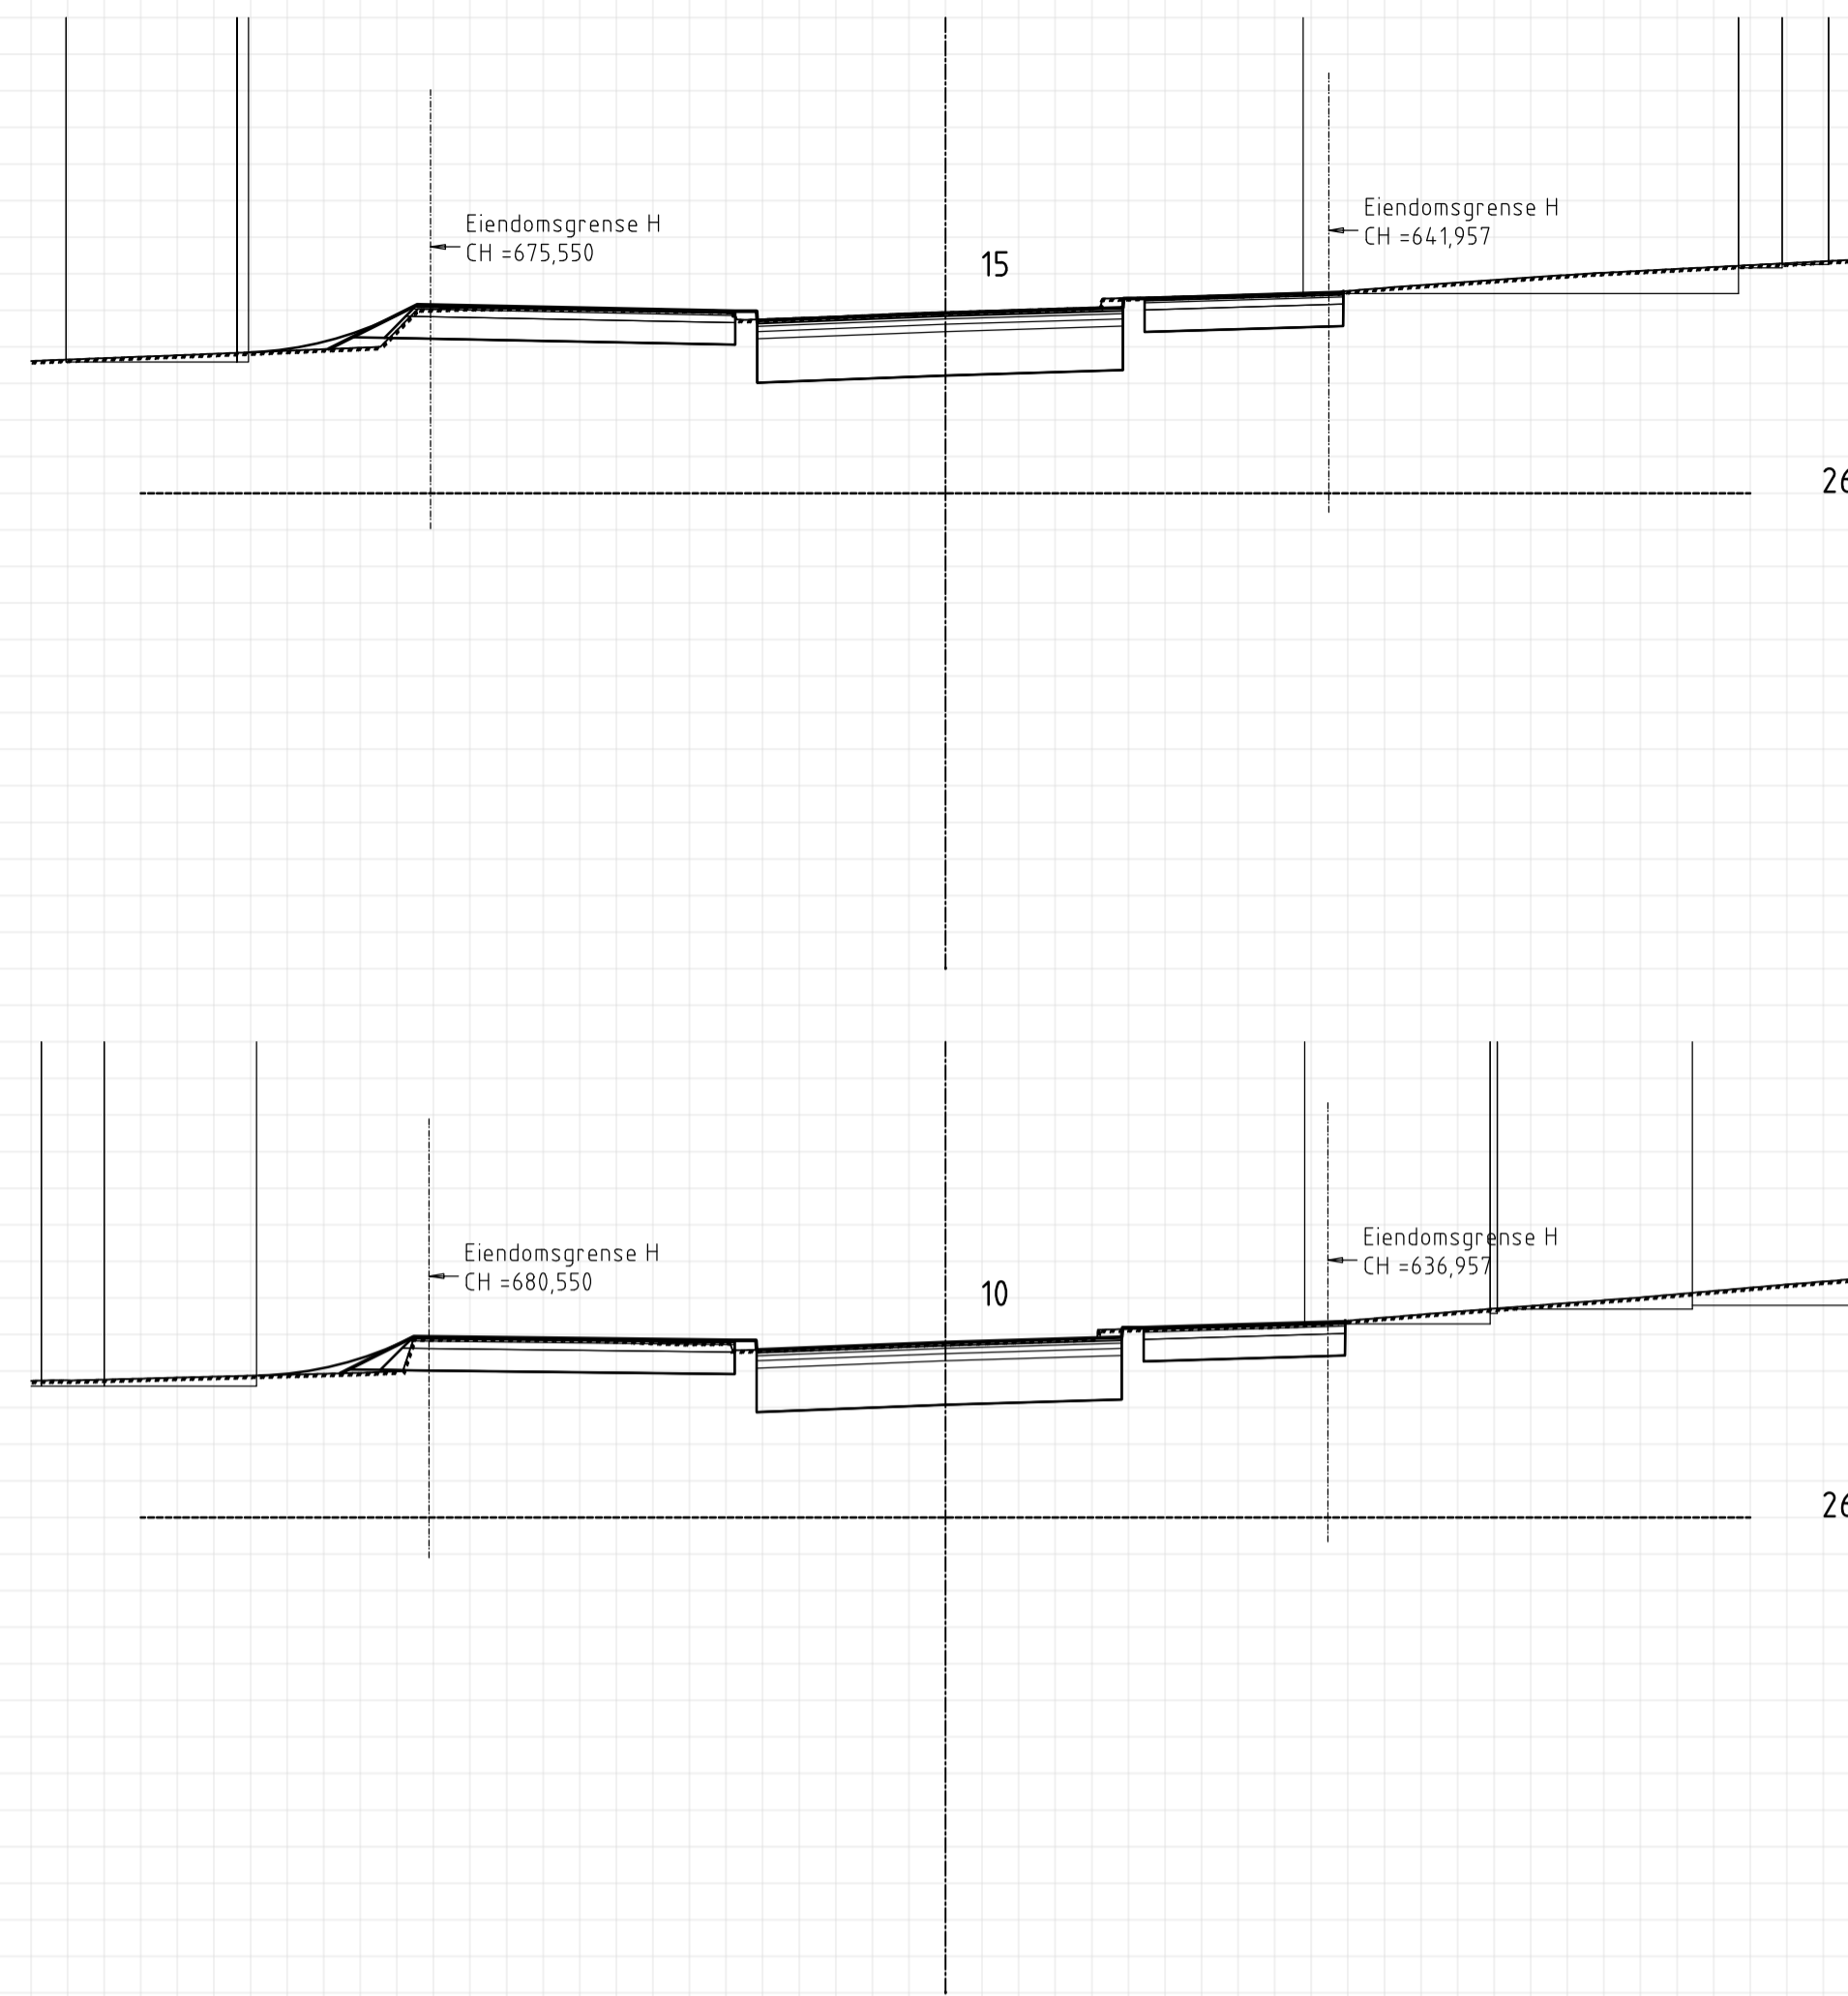 Eiendomsgrense H
CH =675,550
Eiendomsgrense H
CH =641,957
15
Eiendomsgrense H
CH =680,550
Eiendomsgrense H
CH =636,957
10